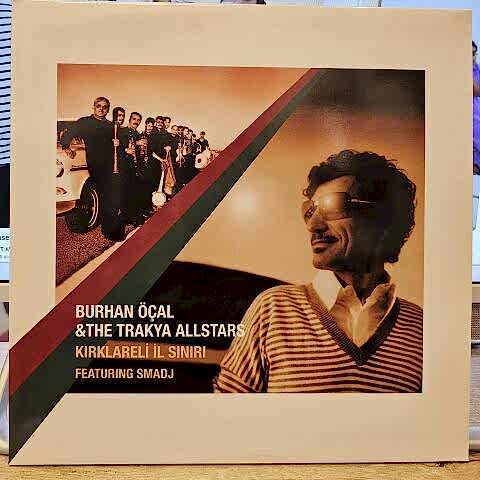 BURHAN ÖÇAL
&THE TRAKYA ALLSTARS
KIRKLARELİ İL SINIRI
FEATURING SMADJ